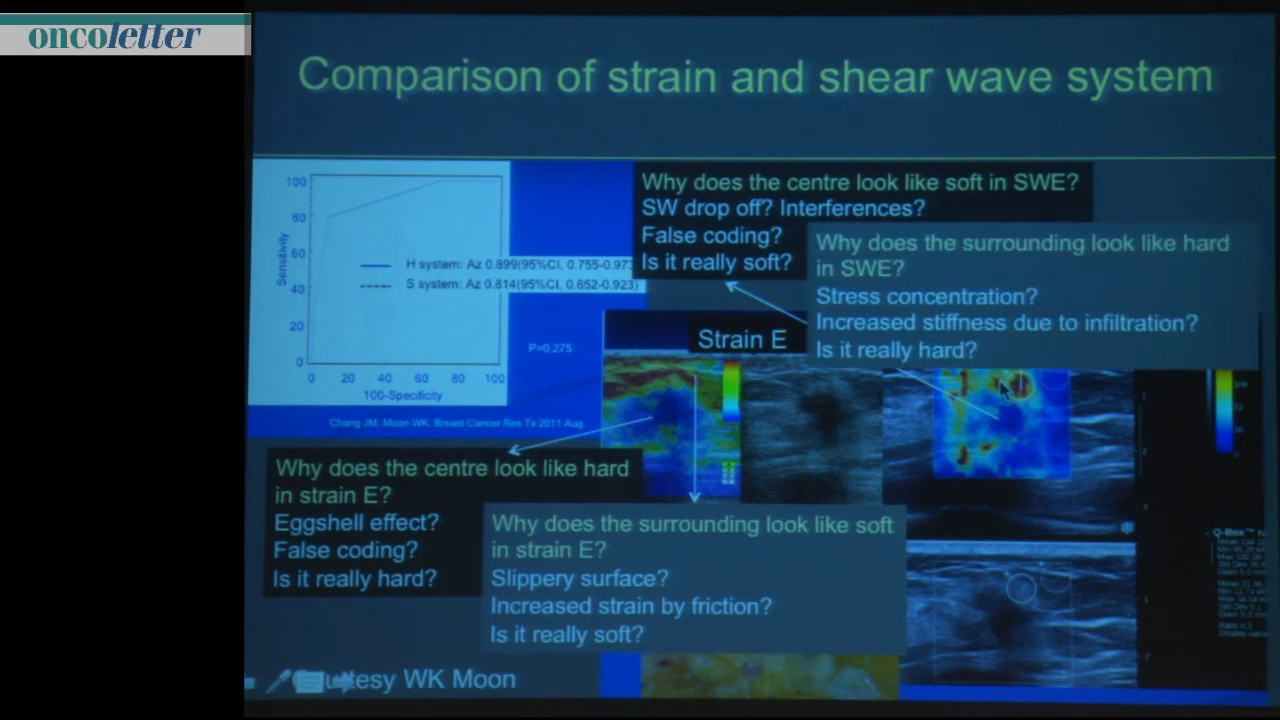 oncoletter
Comparison of strain and shear wave system
100
80
60
40
20
0
Sensitivity
H system: Az 0.899(95%CI, 0.755-0.973
S system: Az 0.814(95%CI, 0.652-0.923)
0 20 40 60 80 100
100-Specificity
P=0.275
Chang JM, Moon WK. Breast Cancer Res Tx 2011 Aug
Why does the centre look like soft in SWE?
SW drop off? Interferences?
False coding?
Is it really soft?
Why does the surrounding look like hard
in SWE?
Stress concentration?
Increased stiffness due to infiltration?
Is it really hard?
Strain E
Why does the centre look like hard
in strain E?
Eggshell effect?
False coding?
Is it really hard?
Why does the surrounding look like soft
in strain E?
Slippery surface?
Increased strain by friction?
Is it really soft?
Q-Box™
WK Moon